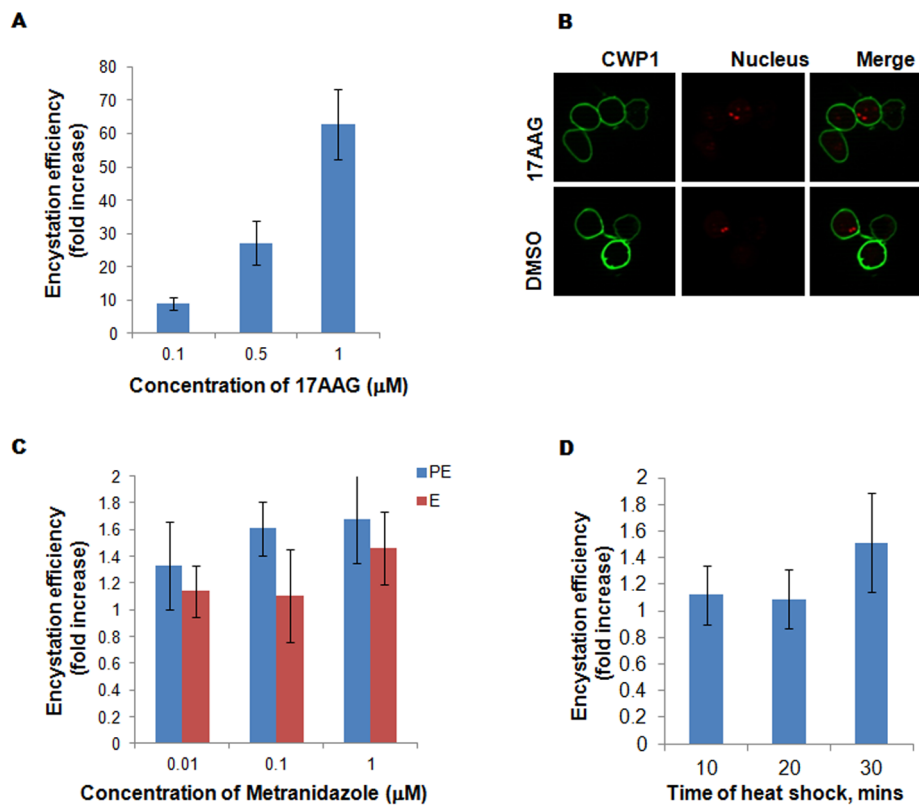 A
Encystation efficiency
(fold increase)
80
70
60
50
40
30
20
10
0
0.1 0.5 1
Concentration of 17AAG (µM)
B
CWP1 Nucleus Merge
17AAG
DMSO
C
Encystation efficiency
(fold increase)
2
1.8
1.6
1.4
1.2
1
0.8
0.6
0.4
0.2
0
0.01 0.1 1
Concentration of Metranidazole (µM)
PE
E
D
Encystation efficiency
(fold increase)
2
1.8
1.6
1.4
1.2
1
0.8
0.6
0.4
0.2
0
10 20 30
Time of heat shock, mins